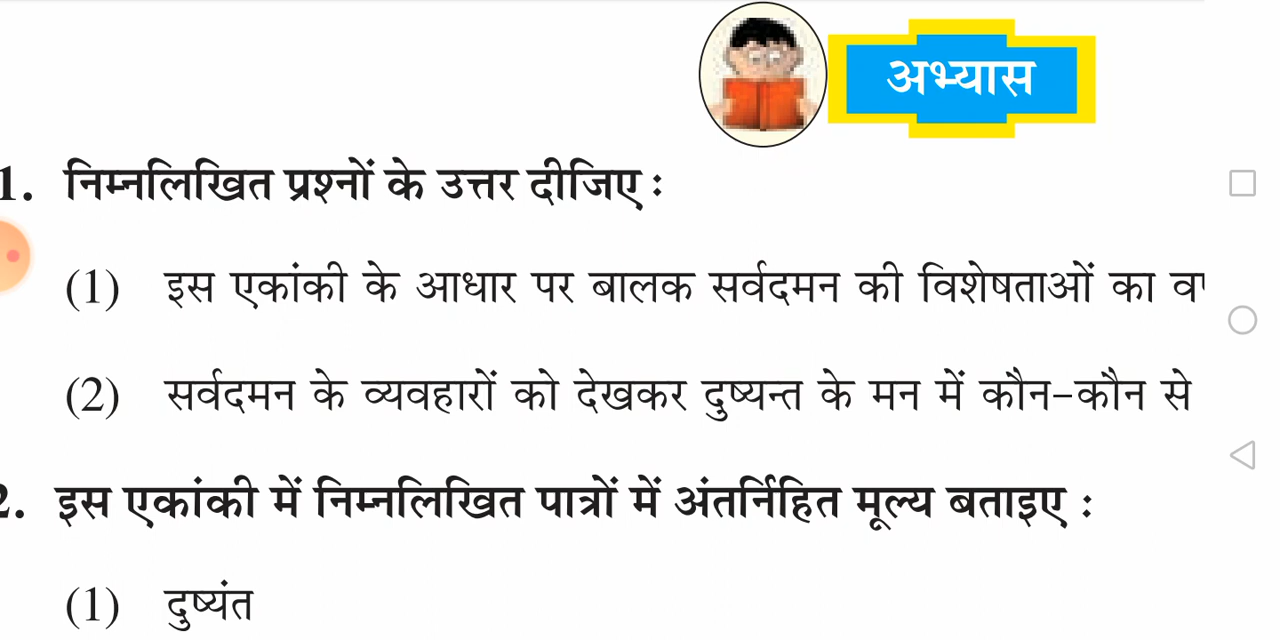 अभ्यास
1. निम्नलिखित प्रश्नों के उत्तर दीजिए :
(1) इस एकांकी के आधार पर बालक सर्वदमन की विशेषताओं का
(2) सर्वदमन के व्यवहारों को देखकर दुष्यन्त के मन में कौन-कौन से
2. इस एकांकी में निम्नलिखित पात्रों में अंतर्निहित मूल्य बताइए :
(1) दुष्यंत